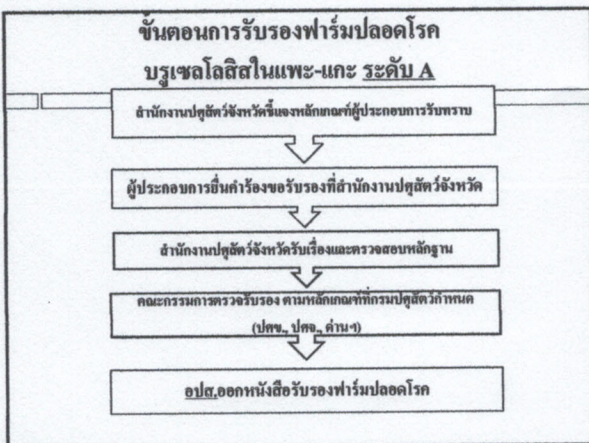 ขั้นตอนการรับรองฟาร์มปลอดโรค
บรูเซลโลสิสในแพะ-แกะ ระดับ A
สำนักงานปศุสัตว์จังหวัดชี้แจงหลักเกณฑ์ผู้ประกอบการรับทราบ
ผู้ประกอบการยื่นคำร้องขอรับรองที่สำนักงานปศุสัตว์จังหวัด
สำนักงานปศุสัตว์จังหวัดรับเรื่องและตรวจสอบหลักฐาน
คณะกรรมการตรวจรับรอง ตามหลักเกณฑ์ที่กรมปศุสัตว์กำหนด
(ปศข., ปศจ., ด่านฯ)
อปส.ออกหนังสือรับรองฟาร์มปลอดโรค